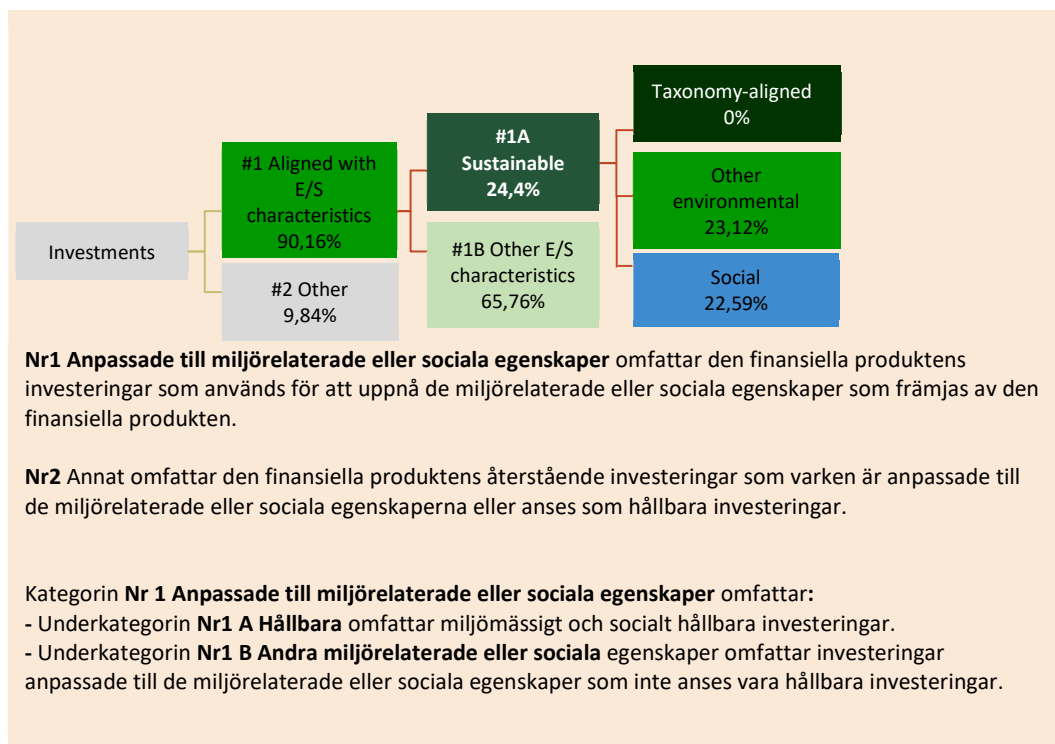 Investments
#1 Aligned with
E/S
characteristics
90,16%
#2 Other
9,84%
#1A
Sustainable
24,4%
#1B Other E/S
characteristics
65,76%
Taxonomy-aligned
0%
Other
environmental
23,12%
Social
22,59%
Nr1 Anpassade till miljörelaterade eller sociala egenskaper omfattar den finansiella produktens
investeringar som används för att uppnå de miljörelaterade eller sociala egenskaper som främjas av den
finansiella produkten.
Nr2 Annat omfattar den finansiella produktens återstående investeringar som varken är anpassade till
de miljörelaterade eller sociala egenskaperna eller anses som hållbara investeringar.
Kategorin Nr 1 Anpassade till miljörelaterade eller sociala egenskaper omfattar:
- Underkategorin Nr1 A Hållbara omfattar miljömässigt och socialt hållbara investeringar.
- Underkategorin Nr1 B Andra miljörelaterade eller sociala egenskaper omfattar investeringar
anpassade till de miljörelaterade eller sociala egenskaper som inte anses vara hållbara investeringar.